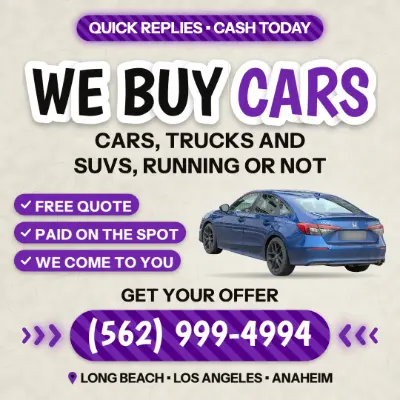 QUICK REPLIES • CASH TODAY
WE BUY CARS
CARS, TRUCKS AND
SUVS, RUNNING OR NOT
FREE QUOTE
PAID ON THE SPOT
WE COME TO YOU
GET YOUR OFFER
(562) 999-4994
LONG BEACH • LOS ANGELES • ANAHEIM